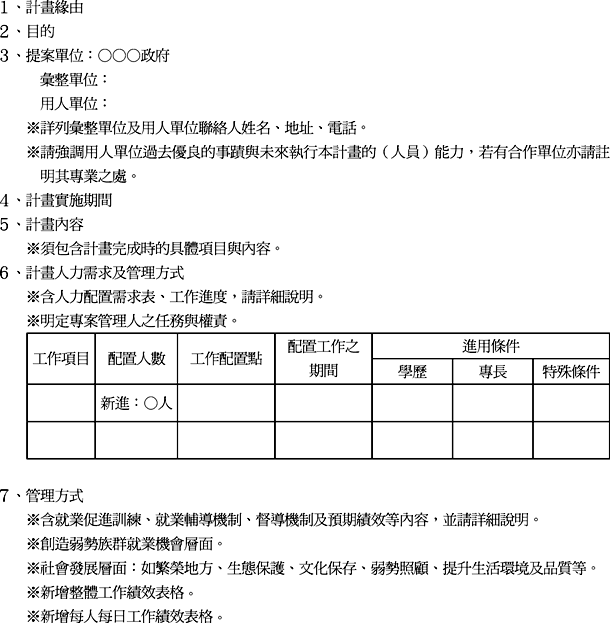 1、計畫緣由
2、目的
3、提案單位：○○○政府
彙整單位：
用人單位：
※詳列彙整單位及用人單位聯絡人姓名、地址、電話。
※請強調用人單位過去優良的事蹟與未來執行本計畫的（人員）能力，若有合作單位亦請註
明其專業之處。
4、計畫實施期間
5、計畫內容
※須包含計畫完成時的具體項目與內容。
6、計畫人力需求及管理方式
※含人力配置需求表、工作進度，請詳細說明。
※明定專案管理人之任務與權責。
工作項目 配置人數 工作配置點 配置工作之 進用條件
期間 學歷 專長 特殊條件
新進：○人
7、管理方式
※含就業促進訓練、就業輔導機制、督導機制及預期績效等內容，並請詳細說明。
※創造弱勢族群就業機會層面。
※社會發展層面：如繁榮地方、生態保護、文化保存、弱勢照顧、提升生活環境及品質等。
※新增整體工作績效表格。
※新增每人每日工作績效表格。